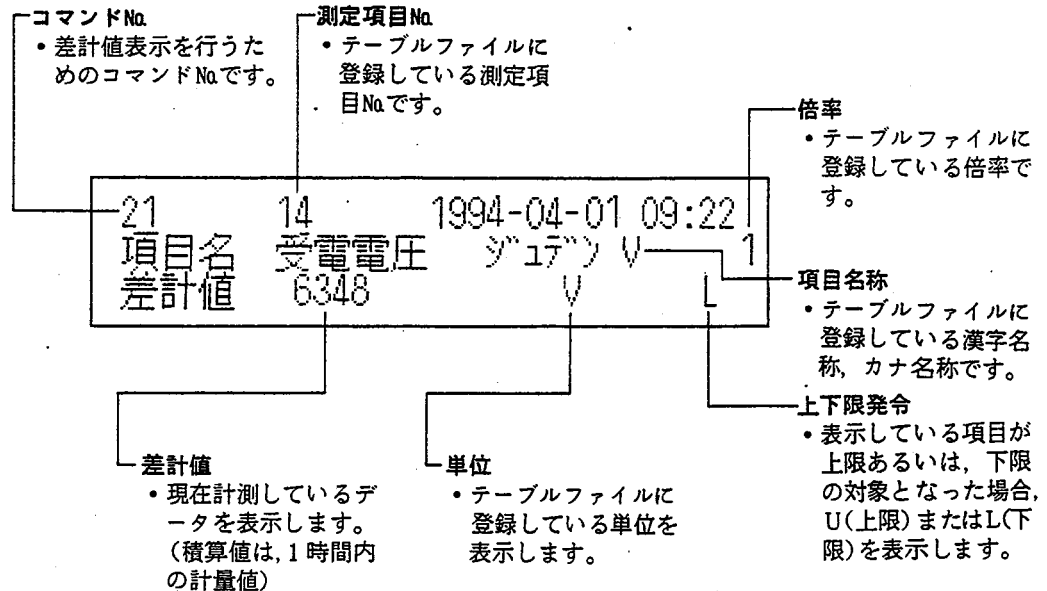 コマンドNo.
• 差計値表示を行うた
めのコマンドNo.です。
測定項目No.
• テーブルファイルに
登録している測定項
目No.です。
倍率
• テーブルファイルに
登録している倍率で
す。
21 14 1994-04-01 09:22
項目名 受電電圧 ジュデン V 1
差計値 6348 V L
項目名称
• テーブルファイルに
登録している漢字名
称, カナ名称です。
上下限発令
• 表示している項目が
上限あるいは, 下限
の対象となった場合,
U(上限)またはL(下
限)を表示します。
差計値
• 現在計測しているデ
ータを表示します。
(積算値は, 1時間内
の計量値)
単位
• テーブルファイルに
登録している単位を
表示します。